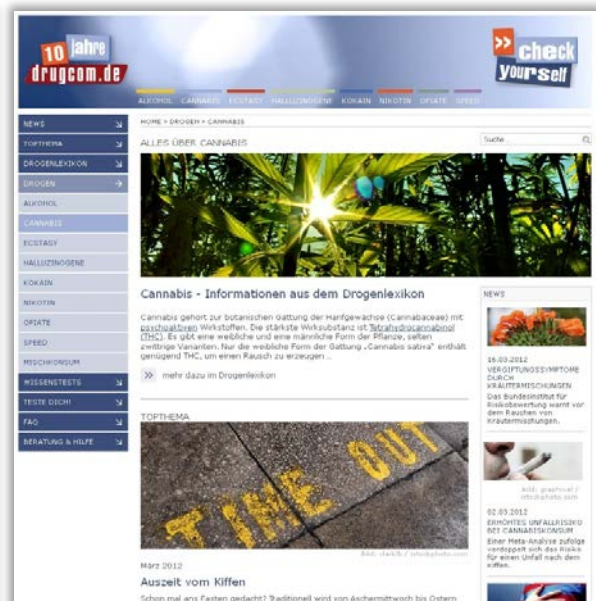 10 jahre
drugcom.de
>> check
yourself
ALKOHOL CANNABIS ECSTASY HALLUZINOGENE KOKAIN NIKOTIN OPIATE SPEED
NEWS
TOPTHEMA
DROGENLEXIKON
DROGEN
ALKOHOL
CANNABIS
ECSTASY
HALLUZINOGENE
KOKAIN
NIKOTIN
OPIATE
SPEED
MISCHKONSUM
WISSENSTESTS
TESTE DICH!
FAQ
BERATUNG & HILFE
HOME > DROGEN > CANNABIS
ALLES ÜBER CANNABIS
Suche
Cannabis - Informationen aus dem Drogenlexikon
Cannabis gehört zur botanischen Gattung der Hanfgewächse (Cannabaceae) mit
psychoaktiven Wirkstoffen. Die stärkste Wirksubstanz ist Tetrahydrocannabinol
(THC). Es gibt eine weibliche und eine männliche Form der Pflanze, selten
zwittrige Varianten. Nur die weibliche Form der Gattung „Cannabis sativa“ enthält
genügend THC, um einen Rausch zu erzeugen ...
>> mehr dazu im Drogenlexikon
TOPTHEMA
TIME OUT
Bild: / istockphoto.com
März 2012
Auszeit vom Kiffen
Schon mal ans Fasten gedacht? Traditionell wird von Aschermittwoch bis Ostern
NEWS
16.03.2012
VERGIFTUNGSSYMPTOME
DURCH
KRÄUTERMISCHUNGEN
Das Bundesinstitut für
Risikobewertung warnt vor
dem Rauchen von
Kräutermischungen.
Bild: /
istockphoto.com
02.03.2012
ERHÖHTES UNFALLRISIKO
BEI CANNABISKONSUM
Einer Meta-Analyse zufolge
verdoppelt sich das Risiko
für einen Unfall nach dem
Kiffen.